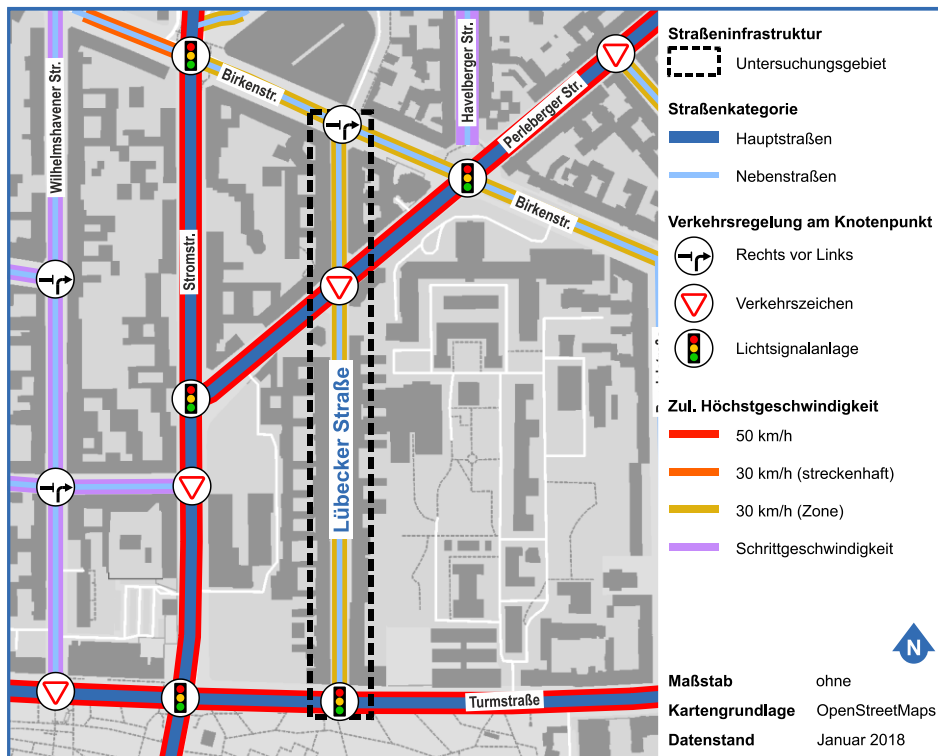 Straßeninfrastruktur
Untersuchungsgebiet
Straßenkategorie
Hauptstraßen
Nebenstraßen
Verkehrsregelung am Knotenpunkt
Rechts vor Links
Verkehrszeichen
Lichtsignalanlage
Zul. Höchstgeschwindigkeit
50 km/h
30 km/h (streckenhaft)
30 km/h (Zone)
Schrittgeschwindigkeit
N
Maßstab ohne
Kartengrundlage OpenStreetMaps
Datenstand Januar 2018
Wilhelmshavener Str.
Birkenstr.
Havelberger Str.
Perleberger Str.
Birkenstr.
Stromstr.
Lübecker Straße
Turmstraße